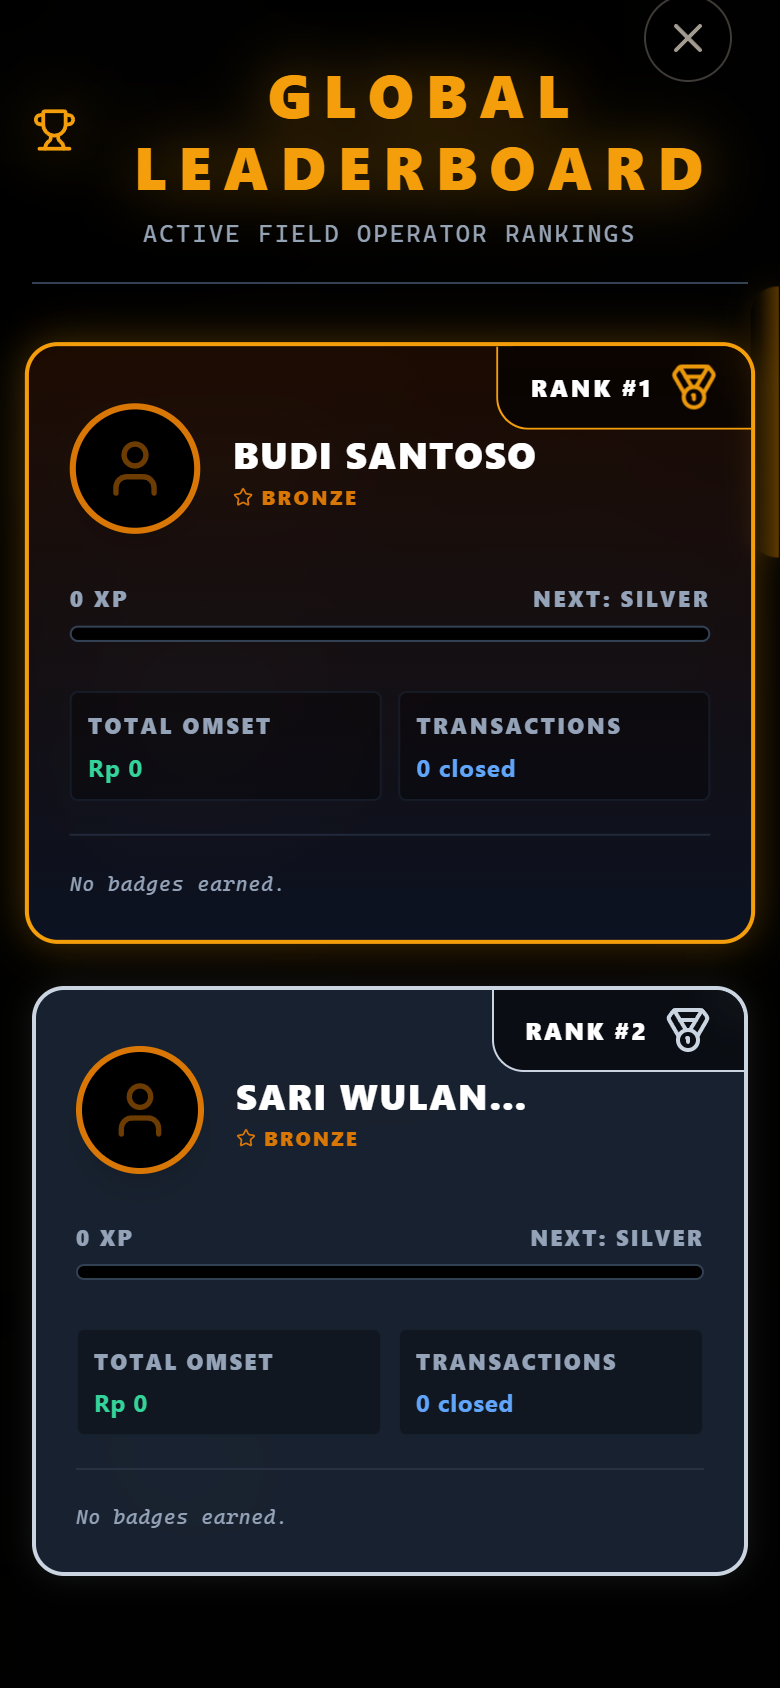 GLOBAL
LEADERBOARD
ACTIVE FIELD OPERATOR RANKINGS
RANK #1
BUDI SANTOSO
BRONZE
0 XP
NEXT: SILVER
TOTAL OMSET
TRANSACTIONS
Rp 0
0 closed
No badges earned.
RANK #2
SARI WULAN...
BRONZE
0 XP
NEXT: SILVER
TOTAL OMSET
TRANSACTIONS
Rp 0
0 closed
No badges earned.